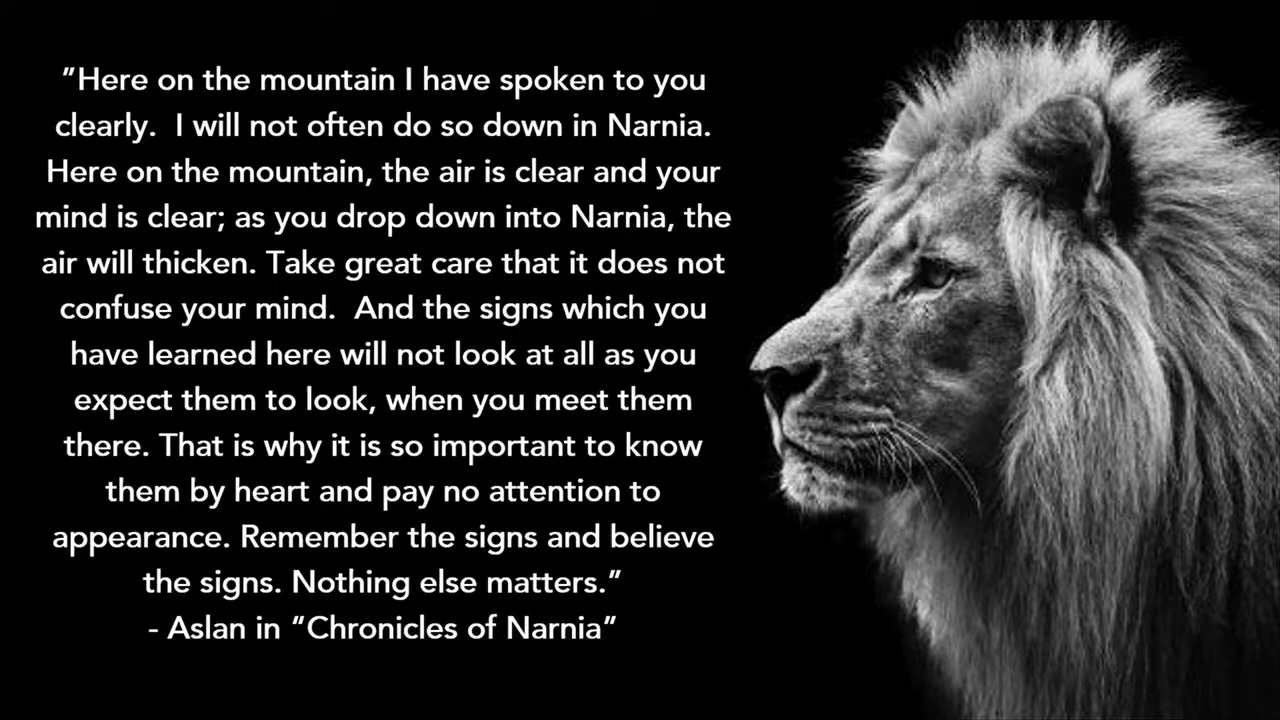 "Here on the mountain I have spoken to you
clearly.  I will not often do so down in Narnia.
Here on the mountain, the air is clear and your
mind is clear; as you drop down into Narnia, the
air will thicken. Take great care that it does not
confuse your mind.  And the signs which you
have learned here will not look at all as you
expect them to look, when you meet them
there. That is why it is so important to know
them by heart and pay no attention to
appearance. Remember the signs and believe
the signs. Nothing else matters."
- Aslan in "Chronicles of Narnia"